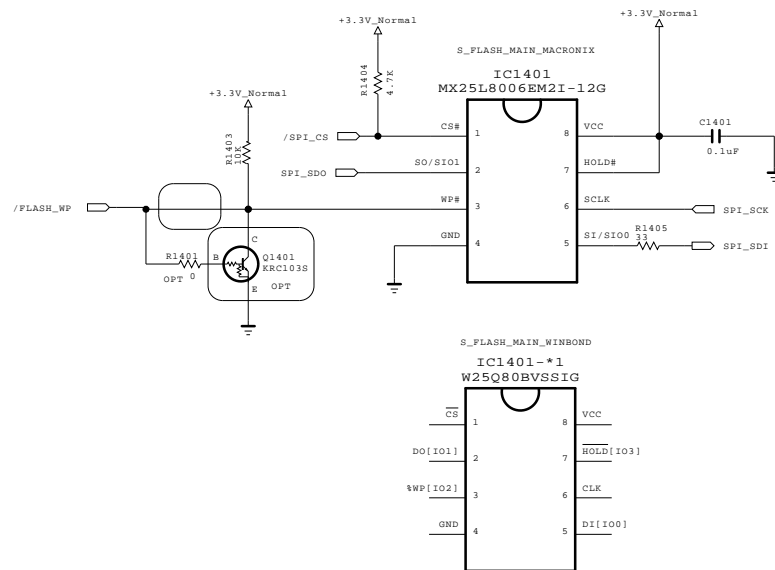 +3.3V_Normal
+3.3V_Normal
S_FLASH_MAIN_MACRONIX
IC1401
MX25L8006EM2I-12G
R1404
4.7K
+3.3V_Normal
C1401
0.1uF
/SPI_CS
CS#
1
8
VCC
R1403
10K
SPI_SDO
SO/SIO1
2
7
HOLD#
/FLASH_WP
WP#
3
6
SCLK
SPI_SCK
GND
4
5
SI/SIO0
R1405
33
SPI_SDI
C
R1401
B
Q1401
KRC103S
OPT
0
E
OPT
S_FLASH_MAIN_WINBOND
IC1401-*1
W25Q80BVSSIG
CS
1
8
VCC
DO[IO1]
2
7
HOLD[IO3]
%WP[IO2]
3
6
CLK
GND
4
5
DI[IO0]